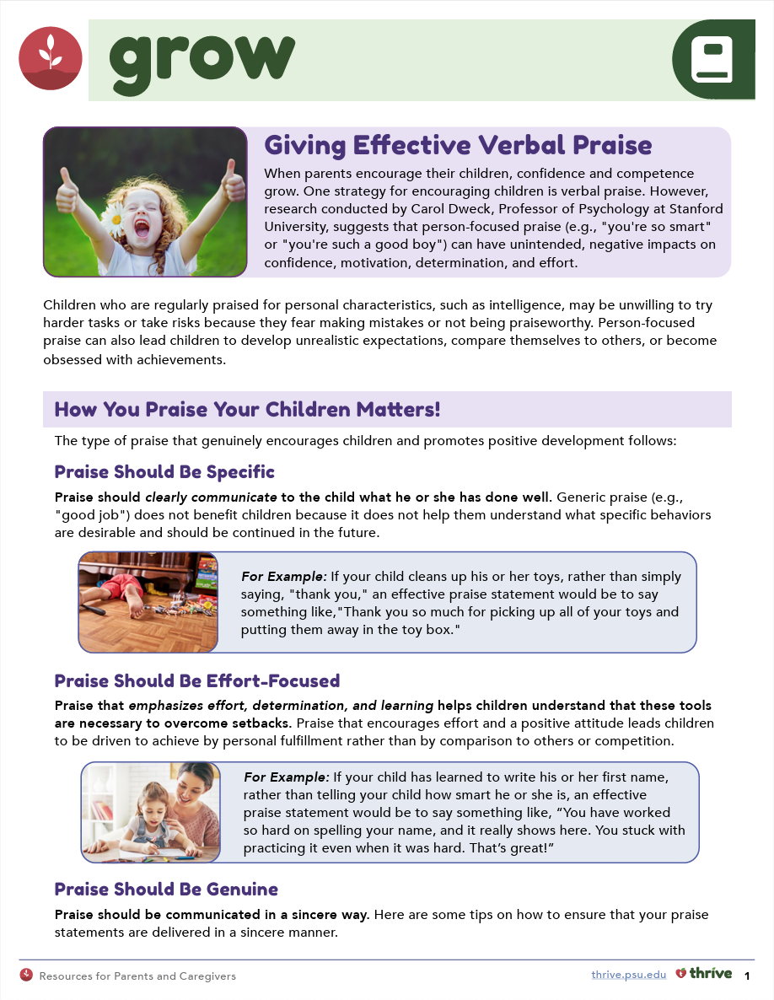 grow
Giving Effective Verbal Praise
When parents encourage their children, confidence and competence
grow. One strategy for encouraging children is verbal praise. However,
research conducted by Carol Dweck, Professor of Psychology at Stanford
University, suggests that person-focused praise (e.g., "you're so smart"
or "you're such a good boy") can have unintended, negative impacts on
confidence, motivation, determination, and effort.
Children who are regularly praised for personal characteristics, such as intelligence, may be unwilling to try
harder tasks or take risks because they fear making mistakes or not being praiseworthy. Person-focused
praise can also lead children to develop unrealistic expectations, compare themselves to others, or become
obsessed with achievements.
How You Praise Your Children Matters!
The type of praise that genuinely encourages children and promotes positive development follows:
Praise Should Be Specific
Praise should clearly communicate to the child what he or she has done well. Generic praise (e.g.,
"good job") does not benefit children because it does not help them understand what specific behaviors
are desirable and should be continued in the future.
For Example: If your child cleans up his or her toys, rather than simply
saying, "thank you," an effective praise statement would be to say
something like,"Thank you so much for picking up all of your toys and
putting them away in the toy box."
Praise Should Be Effort-Focused
Praise that emphasizes effort, determination, and learning helps children understand that these tools
are necessary to overcome setbacks. Praise that encourages effort and a positive attitude leads children
to be driven to achieve by personal fulfillment rather than by comparison to others or competition.
For Example: If your child has learned to write his or her first name,
rather than telling your child how smart he or she is, an effective
praise statement would be to say something like, “You have worked
so hard on spelling your name, and it really shows here. You stuck with
practicing it even when it was hard. That’s great!”
Praise Should Be Genuine
Praise should be communicated in a sincere way. Here are some tips on how to ensure that your praise
statements are delivered in a sincere manner.
Resources for Parents and Caregivers
thrive.psu.edu thrive 1